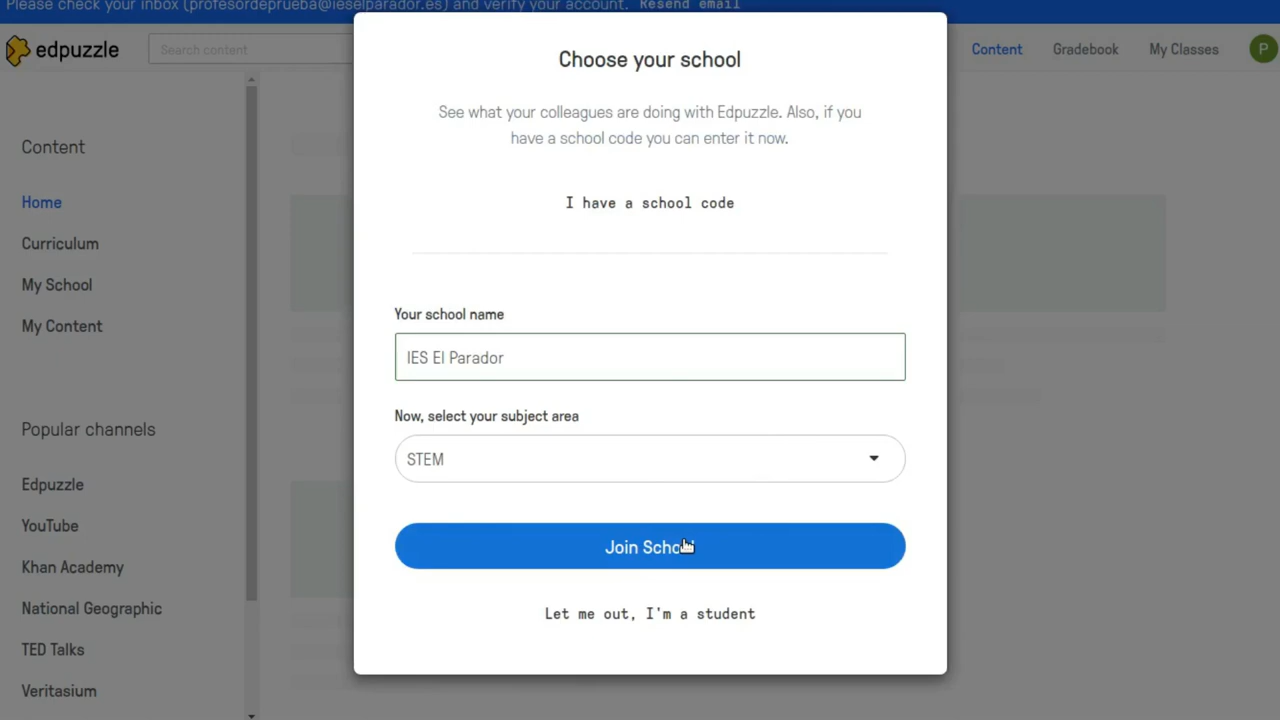 Please check your inbox (profesordeprueba@ieselparador.es) and verify your account. Resend email
edpuzzle
Search content
Content
Gradebook
My Classes
P
Content
Home
Curriculum
My School
My Content
Popular channels
Edpuzzle
YouTube
Khan Academy
National Geographic
TED Talks
Veritasium
Choose your school
See what your colleagues are doing with Edpuzzle. Also, if you
have a school code you can enter it now.
I have a school code
Your school name
IES El Parador
Now, select your subject area
STEM
Join School
Let me out, I'm a student